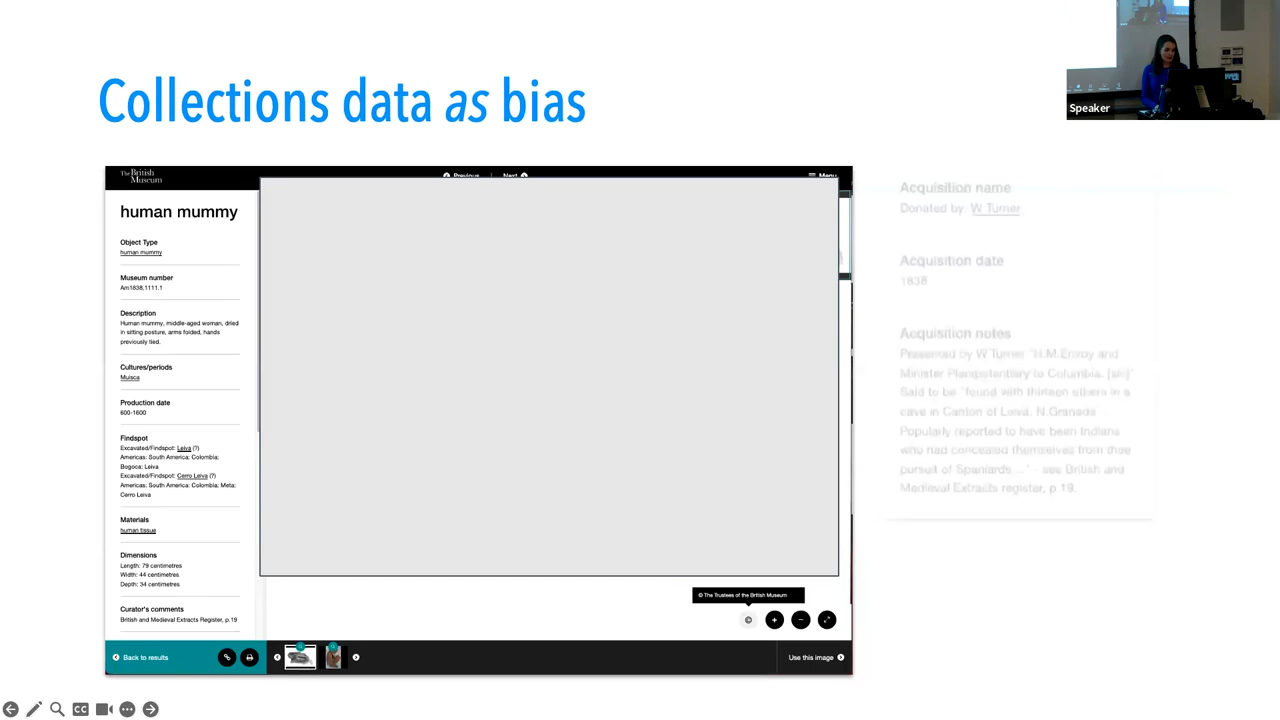 Collections data as bias
Speaker
The British
Museum
Previous | Next
Menu
human mummy
Object Type
human mummy
Museum number
Am1838,1111.1
Description
Human mummy, middle-aged woman, dried
in sitting posture, arms folded, hands
previously tied.
Cultures/periods
Muisca
Production date
600-1600
Findspot
Excavated/Findspot: Leiva (?)
Americas: South America: Colombia;
Bogoca: Leiva
Excavated/Findspot: Cerro Leiva (?)
Americas: South America: Colombia: Meta:
Cerro Leiva
Materials
human tissue
Dimensions
Length: 79 centimetres
Width: 44 centimetres
Depth: 34 centimetres
Curator's comments
British and Medieval Extracts Register, p.19
© The Trustees of the British Museum
©
Back to results
Use this image
Acquisition name
Donated by: W Turner
Acquisition date
1838
Acquisition notes
Presented by W.Turner "H.M.Enroy and
Minister Plenipotentiary to Columbia. [sic]"
Said to be "found with thirteen others in a
cave in Canton of Leiva. N.Granada -
Popularly reported to have been Indians
who had concealed themselves from thee
pursuit of Spaniards ..." - see British and
Medieval Extracts register, p.19.
CC